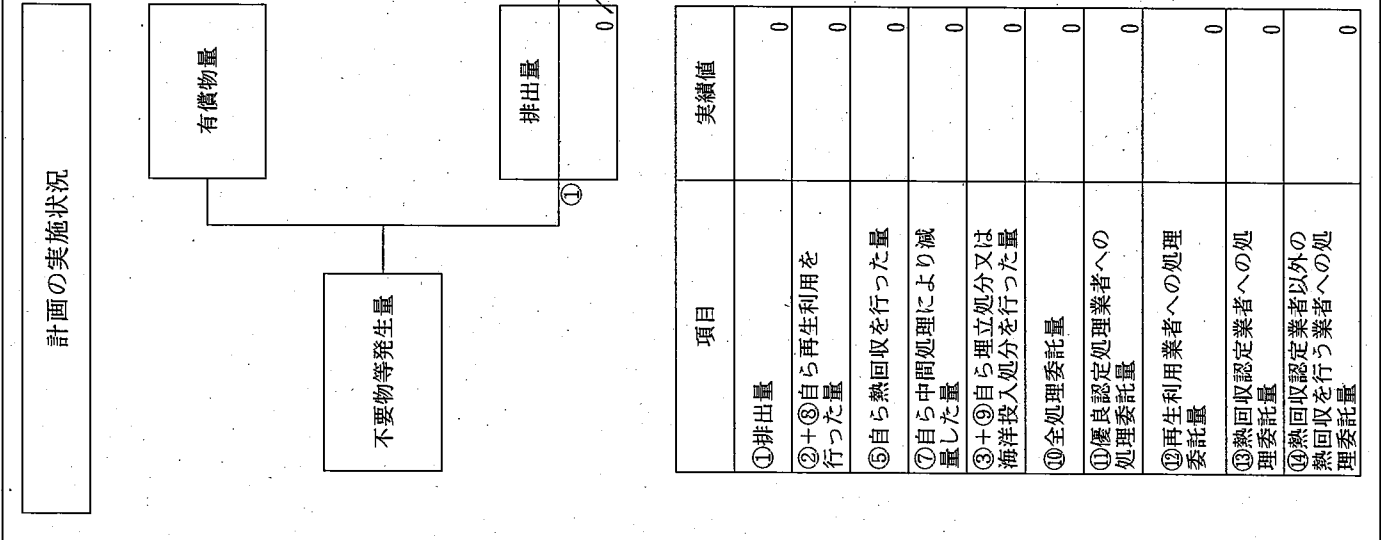 計画の実施状況
有償物量
不要物等発生量
排出量
①
0
項目
実績値
①排出量
0
②+⑧自ら再生利用を
行った量
0
⑤自ら熱回収を行った量
0
⑦自ら中間処理により減
量した量
0
③+⑨自ら埋立処分又は
海洋投入処分を行った量
0
⑩全処理委託量
0
⑪優良認定処理業者への
処理委託量
0
⑫再生利用業者への処理
委託量
0
⑬熱回収認定業者への処
理委託量
0
⑭熱回収認定業者以外の
熱回収を行う業者への処
理委託量
0